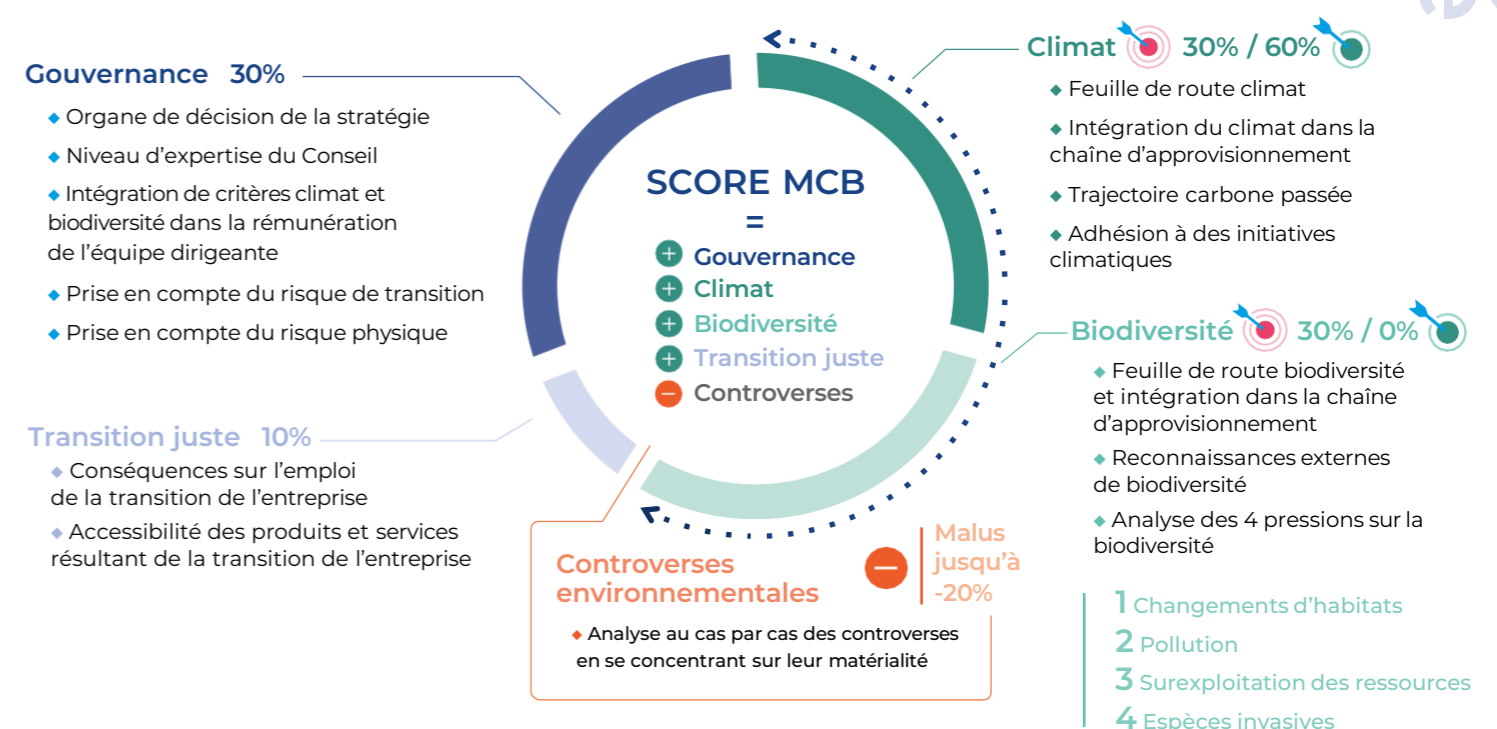 Gouvernance 30%
◆ Organe de décision de la stratégie
◆ Niveau d'expertise du Conseil
◆ Intégration de critères climat et
biodiversité dans la rémunération
de l'équipe dirigeante
◆ Prise en compte du risque de transition
◆ Prise en compte du risque physique
Transition juste 10%
◆ Conséquences sur l'emploi
de la transition de l'entreprise
◆ Accessibilité des produits et services
résultant de la transition de l'entreprise
SCORE MCB
=
+ Gouvernance
+ Climat
+ Biodiversité
+ Transition juste
− Controverses
Controverses
environnementales
◆ Analyse au cas par cas des controverses
en se concentrant sur leur matérialité
−
Malus
jusqu'à
-20%
Climat 30% / 60%
◆ Feuille de route climat
◆ Intégration du climat dans la
chaîne d'approvisionnement
◆ Trajectoire carbone passée
◆ Adhésion à des initiatives
climatiques
Biodiversité 30% / 0%
◆ Feuille de route biodiversité
et intégration dans la chaîne
d'approvisionnement
◆ Reconnaissances externes
de biodiversité
◆ Analyse des 4 pressions sur la
biodiversité
1 Changements d'habitats
2 Pollution
3 Surexploitation des ressources
4 Espèces invasives